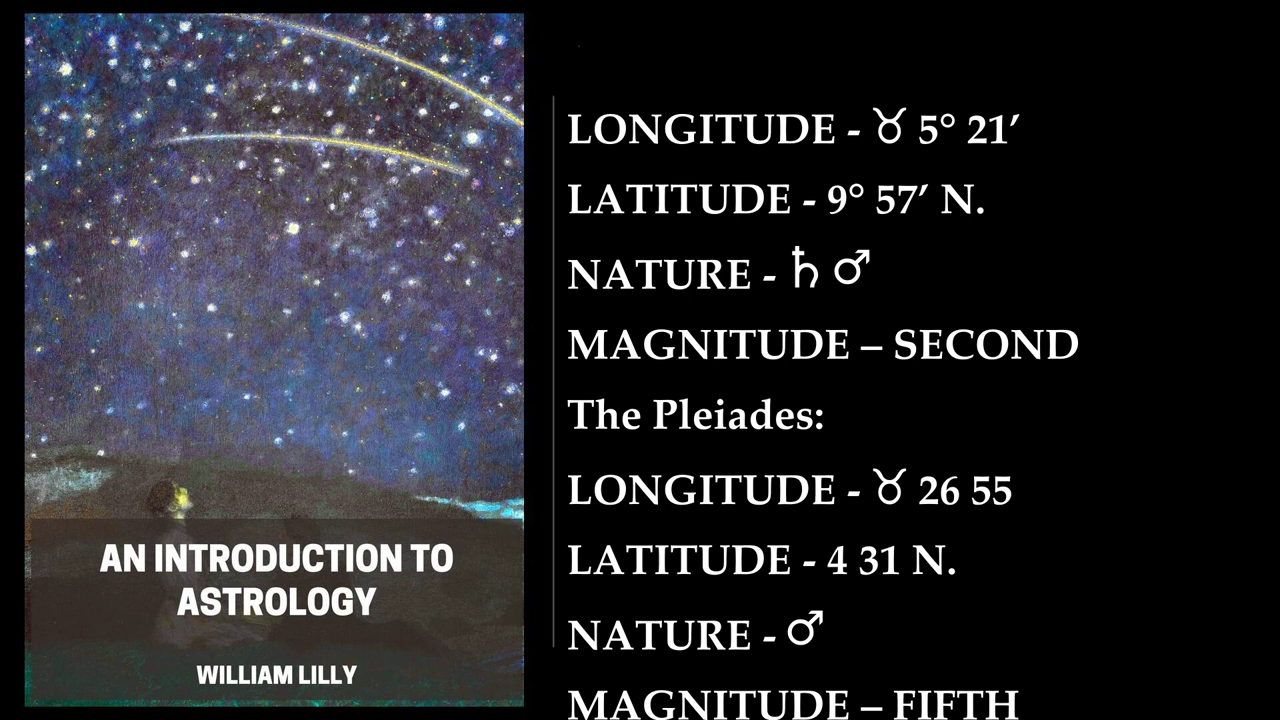 AN INTRODUCTION TO
ASTROLOGY
WILLIAM LILLY
LONGITUDE - ♉ 5° 21′
LATITUDE - 9° 57′ N.
NATURE - ♄ ♂
MAGNITUDE – SECOND
The Pleiades:
LONGITUDE - ♉ 26 55
LATITUDE - 4 31 N.
NATURE - ♂
MAGNITUDE – FIFTH